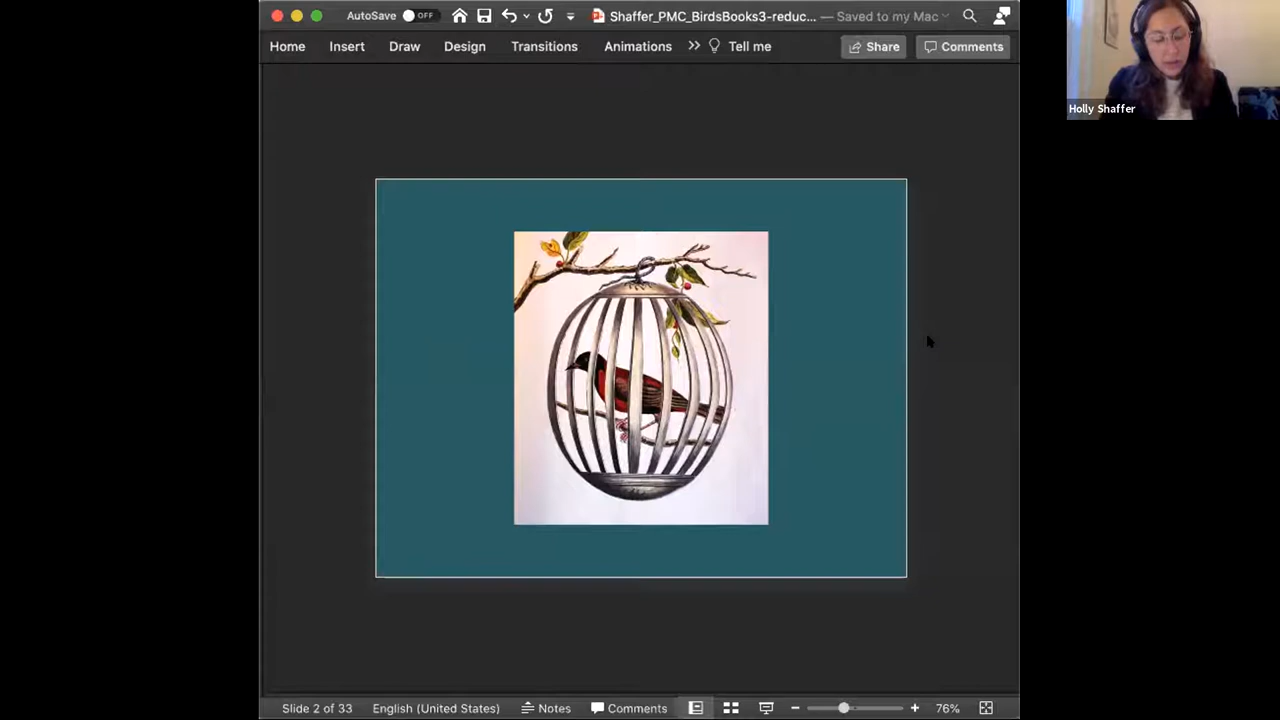 AutoSave OFF Shaffer_PMC_BirdsBooks3-reduc... — Saved to my Mac
Home Insert Draw Design Transitions Animations Tell me Share Comments
Holly Shaffer
Slide 2 of 33 English (United States) Notes Comments 76%